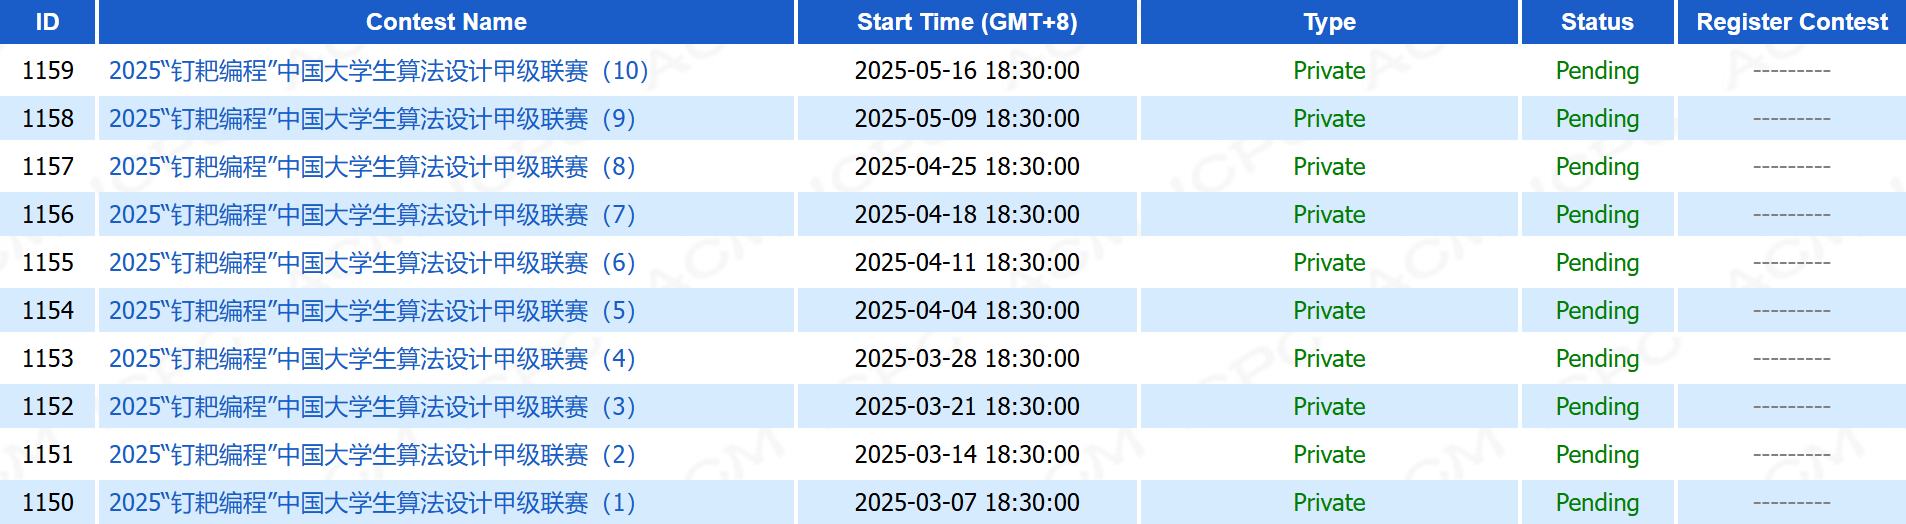 ID Contest Name Start Time (GMT+8) Type Status Register Contest
1159 2025“钉耙编程”中国大学生算法设计甲级联赛（10） 2025-05-16 18:30:00 Private Pending ---------
1158 2025“钉耙编程”中国大学生算法设计甲级联赛（9） 2025-05-09 18:30:00 Private Pending ---------
1157 2025“钉耙编程”中国大学生算法设计甲级联赛（8） 2025-04-25 18:30:00 Private Pending ---------
1156 2025“钉耙编程”中国大学生算法设计甲级联赛（7） 2025-04-18 18:30:00 Private Pending ---------
1155 2025“钉耙编程”中国大学生算法设计甲级联赛（6） 2025-04-11 18:30:00 Private Pending ---------
1154 2025“钉耙编程”中国大学生算法设计甲级联赛（5） 2025-04-04 18:30:00 Private Pending ---------
1153 2025“钉耙编程”中国大学生算法设计甲级联赛（4） 2025-03-28 18:30:00 Private Pending ---------
1152 2025“钉耙编程”中国大学生算法设计甲级联赛（3） 2025-03-21 18:30:00 Private Pending ---------
1151 2025“钉耙编程”中国大学生算法设计甲级联赛（2） 2025-03-14 18:30:00 Private Pending ---------
1150 2025“钉耙编程”中国大学生算法设计甲级联赛（1） 2025-03-07 18:30:00 Private Pending ---------